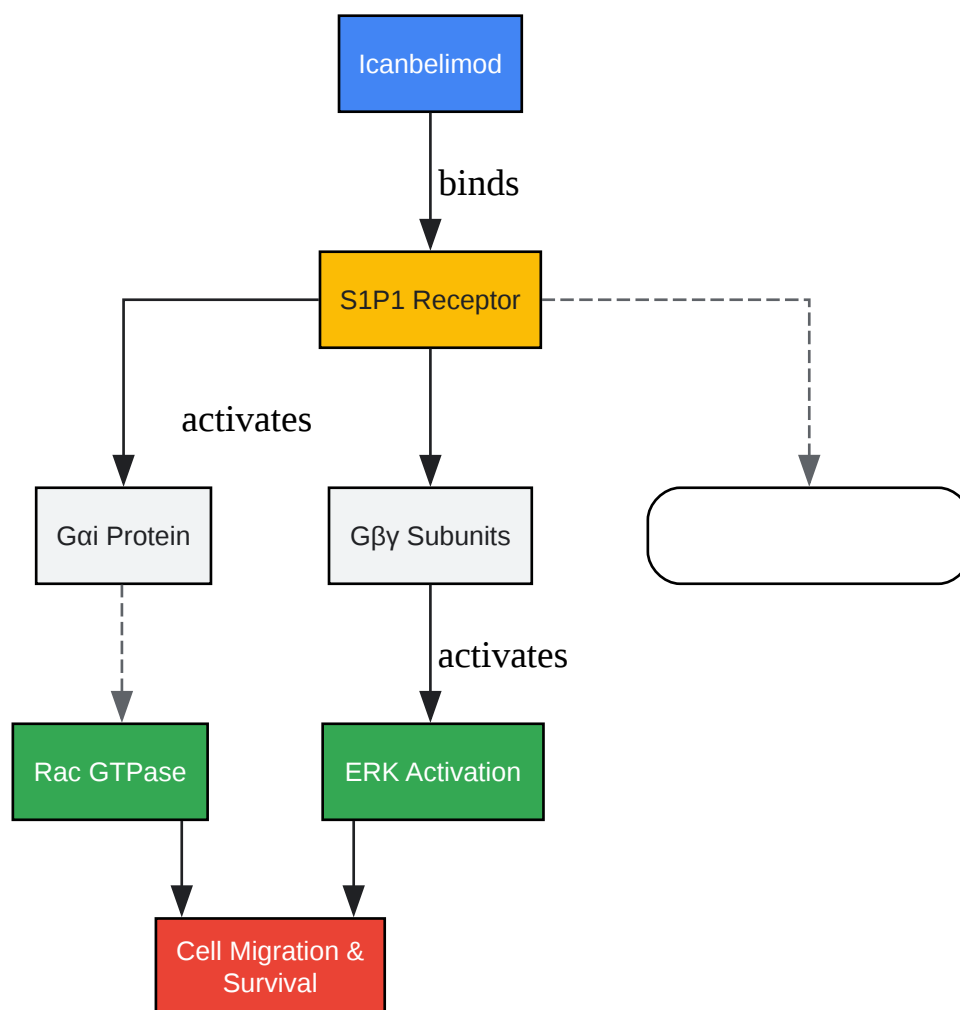 Icanbelimod
binds
S1P1 Receptor
activates
Gαi Protein
Gβγ Subunits
activates
Rac GTPase
ERK Activation
Cell Migration &
Survival